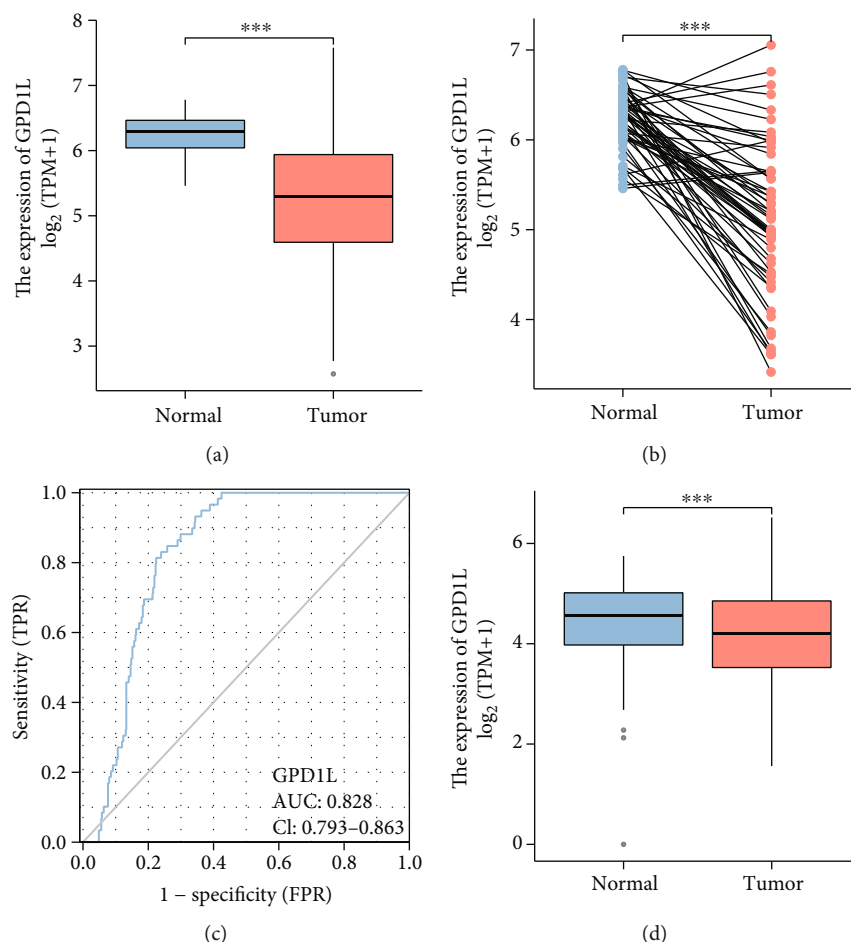 The expression of GPD1L
log₂ (TPM+1)
8
7
6
5
4
3
***
Normal
Tumor
(a)
The expression of GPD1L
log₂ (TPM+1)
7
6
5
4
***
Normal
Tumor
(b)
Sensitivity (TPR)
1.0
0.8
0.6
0.4
0.2
0.0
GPD1L
AUC: 0.828
CI: 0.793–0.863
0.0 0.2 0.4 0.6 0.8 1.0
1 – specificity (FPR)
(c)
The expression of GPD1L
log₂ (TPM+1)
6
4
2
0
***
Normal
Tumor
(d)